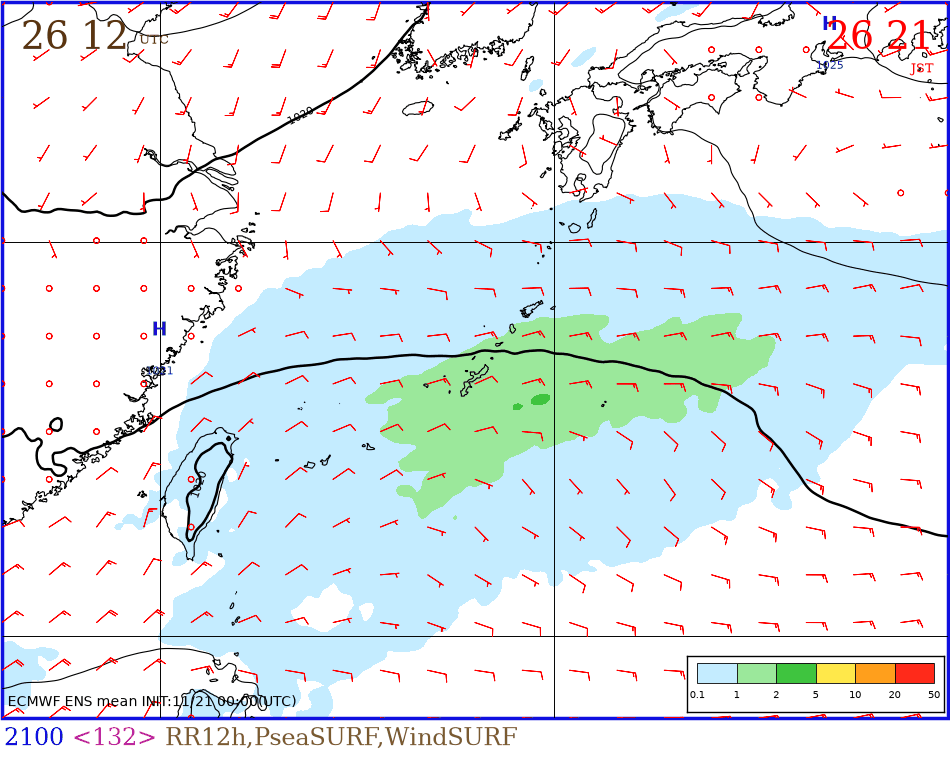 26 12 UTC
H 26 21
1025
JST
1020
H
1020
ECMWF ENS mean INIT:11/21 00:00(UTC)
0.1 1 2 5 10 20 50
2100 <132> RR12h,PseaSURF,WindSURF